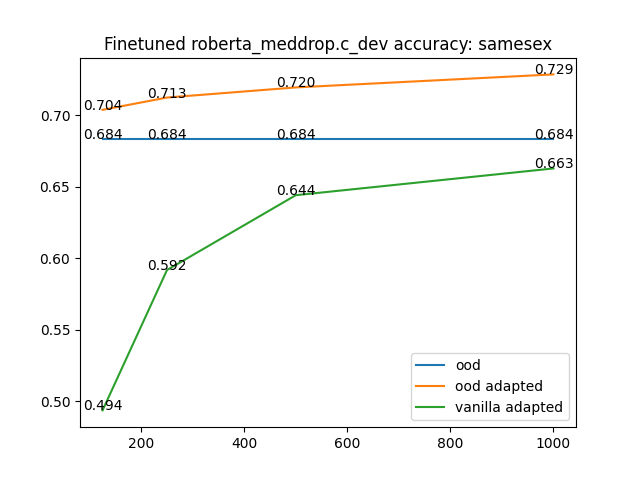 Finetuned roberta_meddrop.c_dev accuracy: samesex
0.704 0.713 0.720 0.729
0.684 0.684 0.684 0.684
0.494 0.592 0.644 0.663
0.70
0.65
0.60
0.55
0.50
200 400 600 800 1000
ood
ood adapted
vanilla adapted